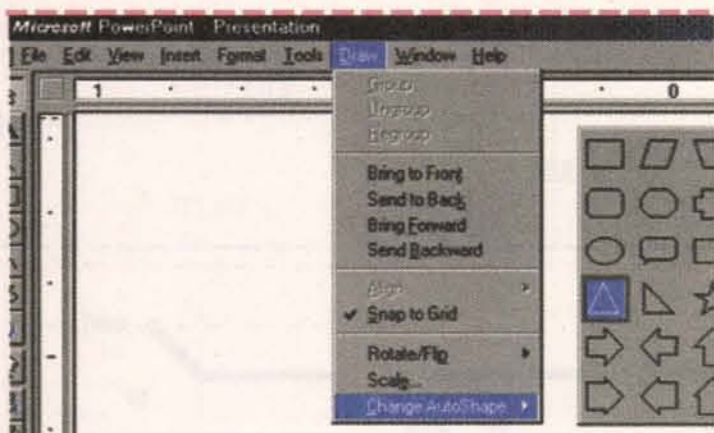 Microsoft PowerPoint - Presentation
File Edit View Insert Format Tools Draw Window Help
1 0
Group
Ungroup
Regroup
Bring to Front
Send to Back
Bring Forward
Send Backward
Align
Snap to Grid
Rotate/Flip
Scale...
Change AutoShape